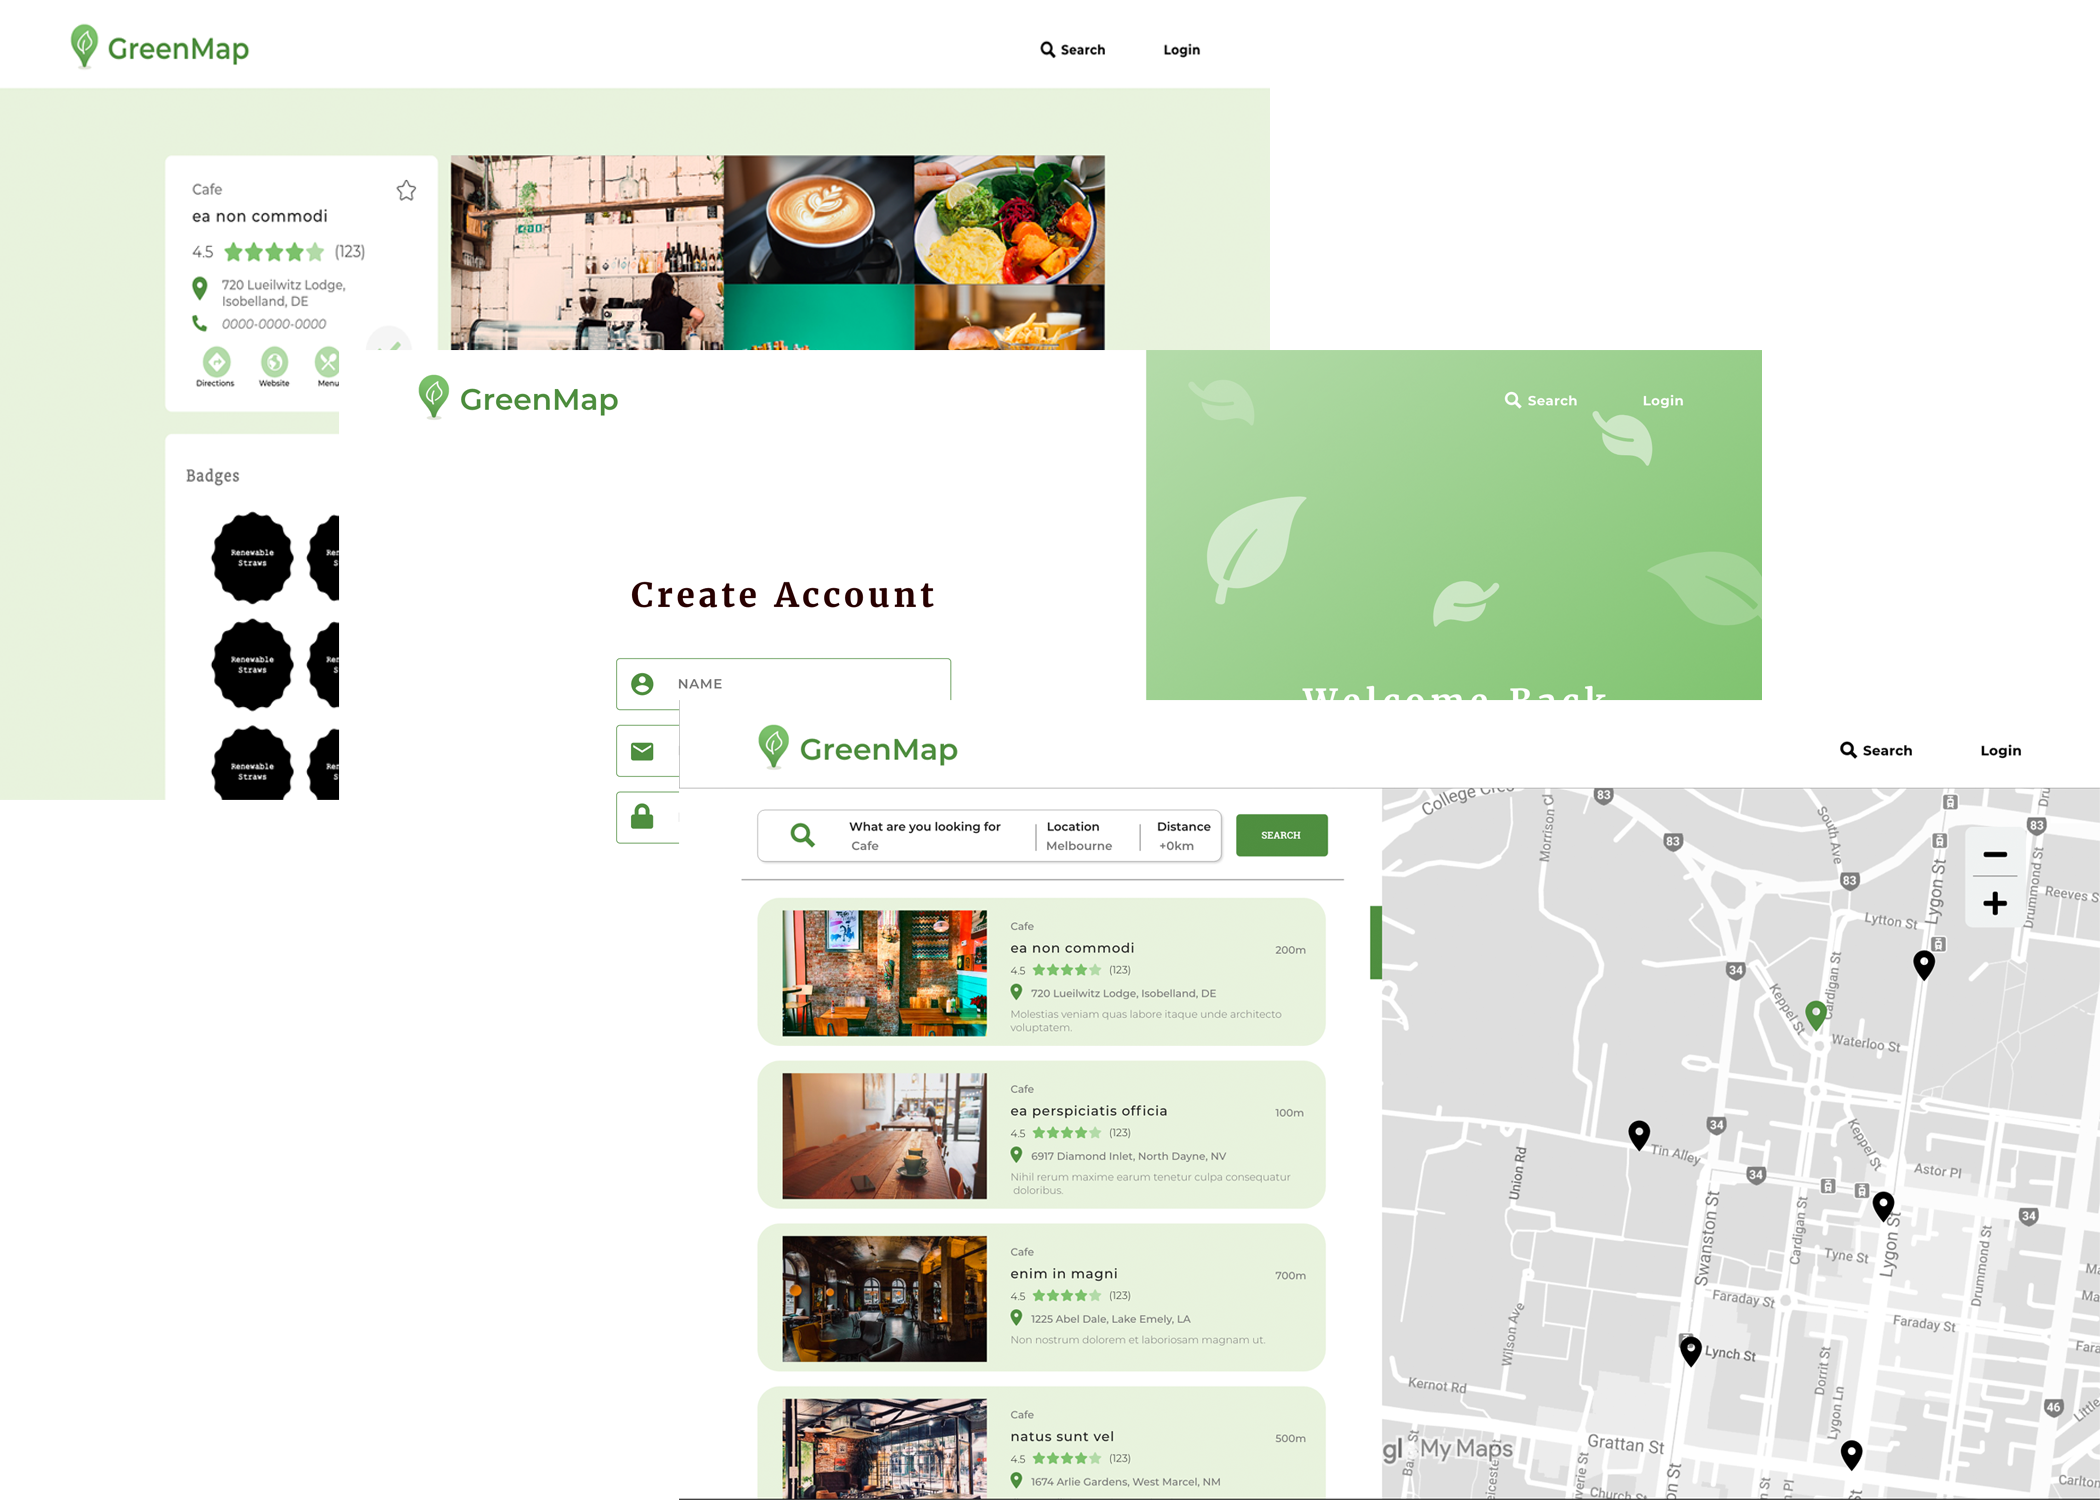 GreenMap
Search
Login
Cafe
ea non commodi
4.5 (123)
720 Lueilwitz Lodge,
Isobelland, DE
0000-0000-0000
Directions
Website
Menu
Badges
Renewable
Straws
Renewable
Straws
Renewable
Straws
GreenMap
Search
Login
Create Account
NAME
Welcome Back
GreenMap
Search
Login
What are you looking for
Cafe
Location
Melbourne
Distance
+0km
SEARCH
Cafe
ea non commodi
200m
4.5 (123)
720 Lueilwitz Lodge, Isobelland, DE
Molestias veniam quas labore itaque unde architecto
voluptatem.
Cafe
ea perspiciatis officia
100m
4.5 (123)
6917 Diamond Inlet, North Dayne, NV
Nihil rerum maxime earum tenetur culpa consequatur
doloribus.
Cafe
enim in magni
700m
4.5 (123)
1225 Abel Dale, Lake Emely, LA
Non nostrum dolorem et laboriosam magnam ut.
Cafe
natus sunt vel
500m
4.5 (123)
1674 Arlie Gardens, West Marcel, NM
College Cres
83
Morrison Cl
83
South Ave
83
83
Lygon St
Drummond St
Reeves S
Lytton St
34
Keppel St
Cardigan St
Waterloo St
34
Tin Alley
Union Rd
34
Keppel St
Astor Pl
34
Swanston St
Cardigan St
Tyne St
Lygon St
Drummond St
Faraday St
Faraday St
Wilson Ave
Lynch St
Dorrit St
Kernot Rd
Lygon Ln
46
Little
Grattan St
My Maps
Church St
Carlton